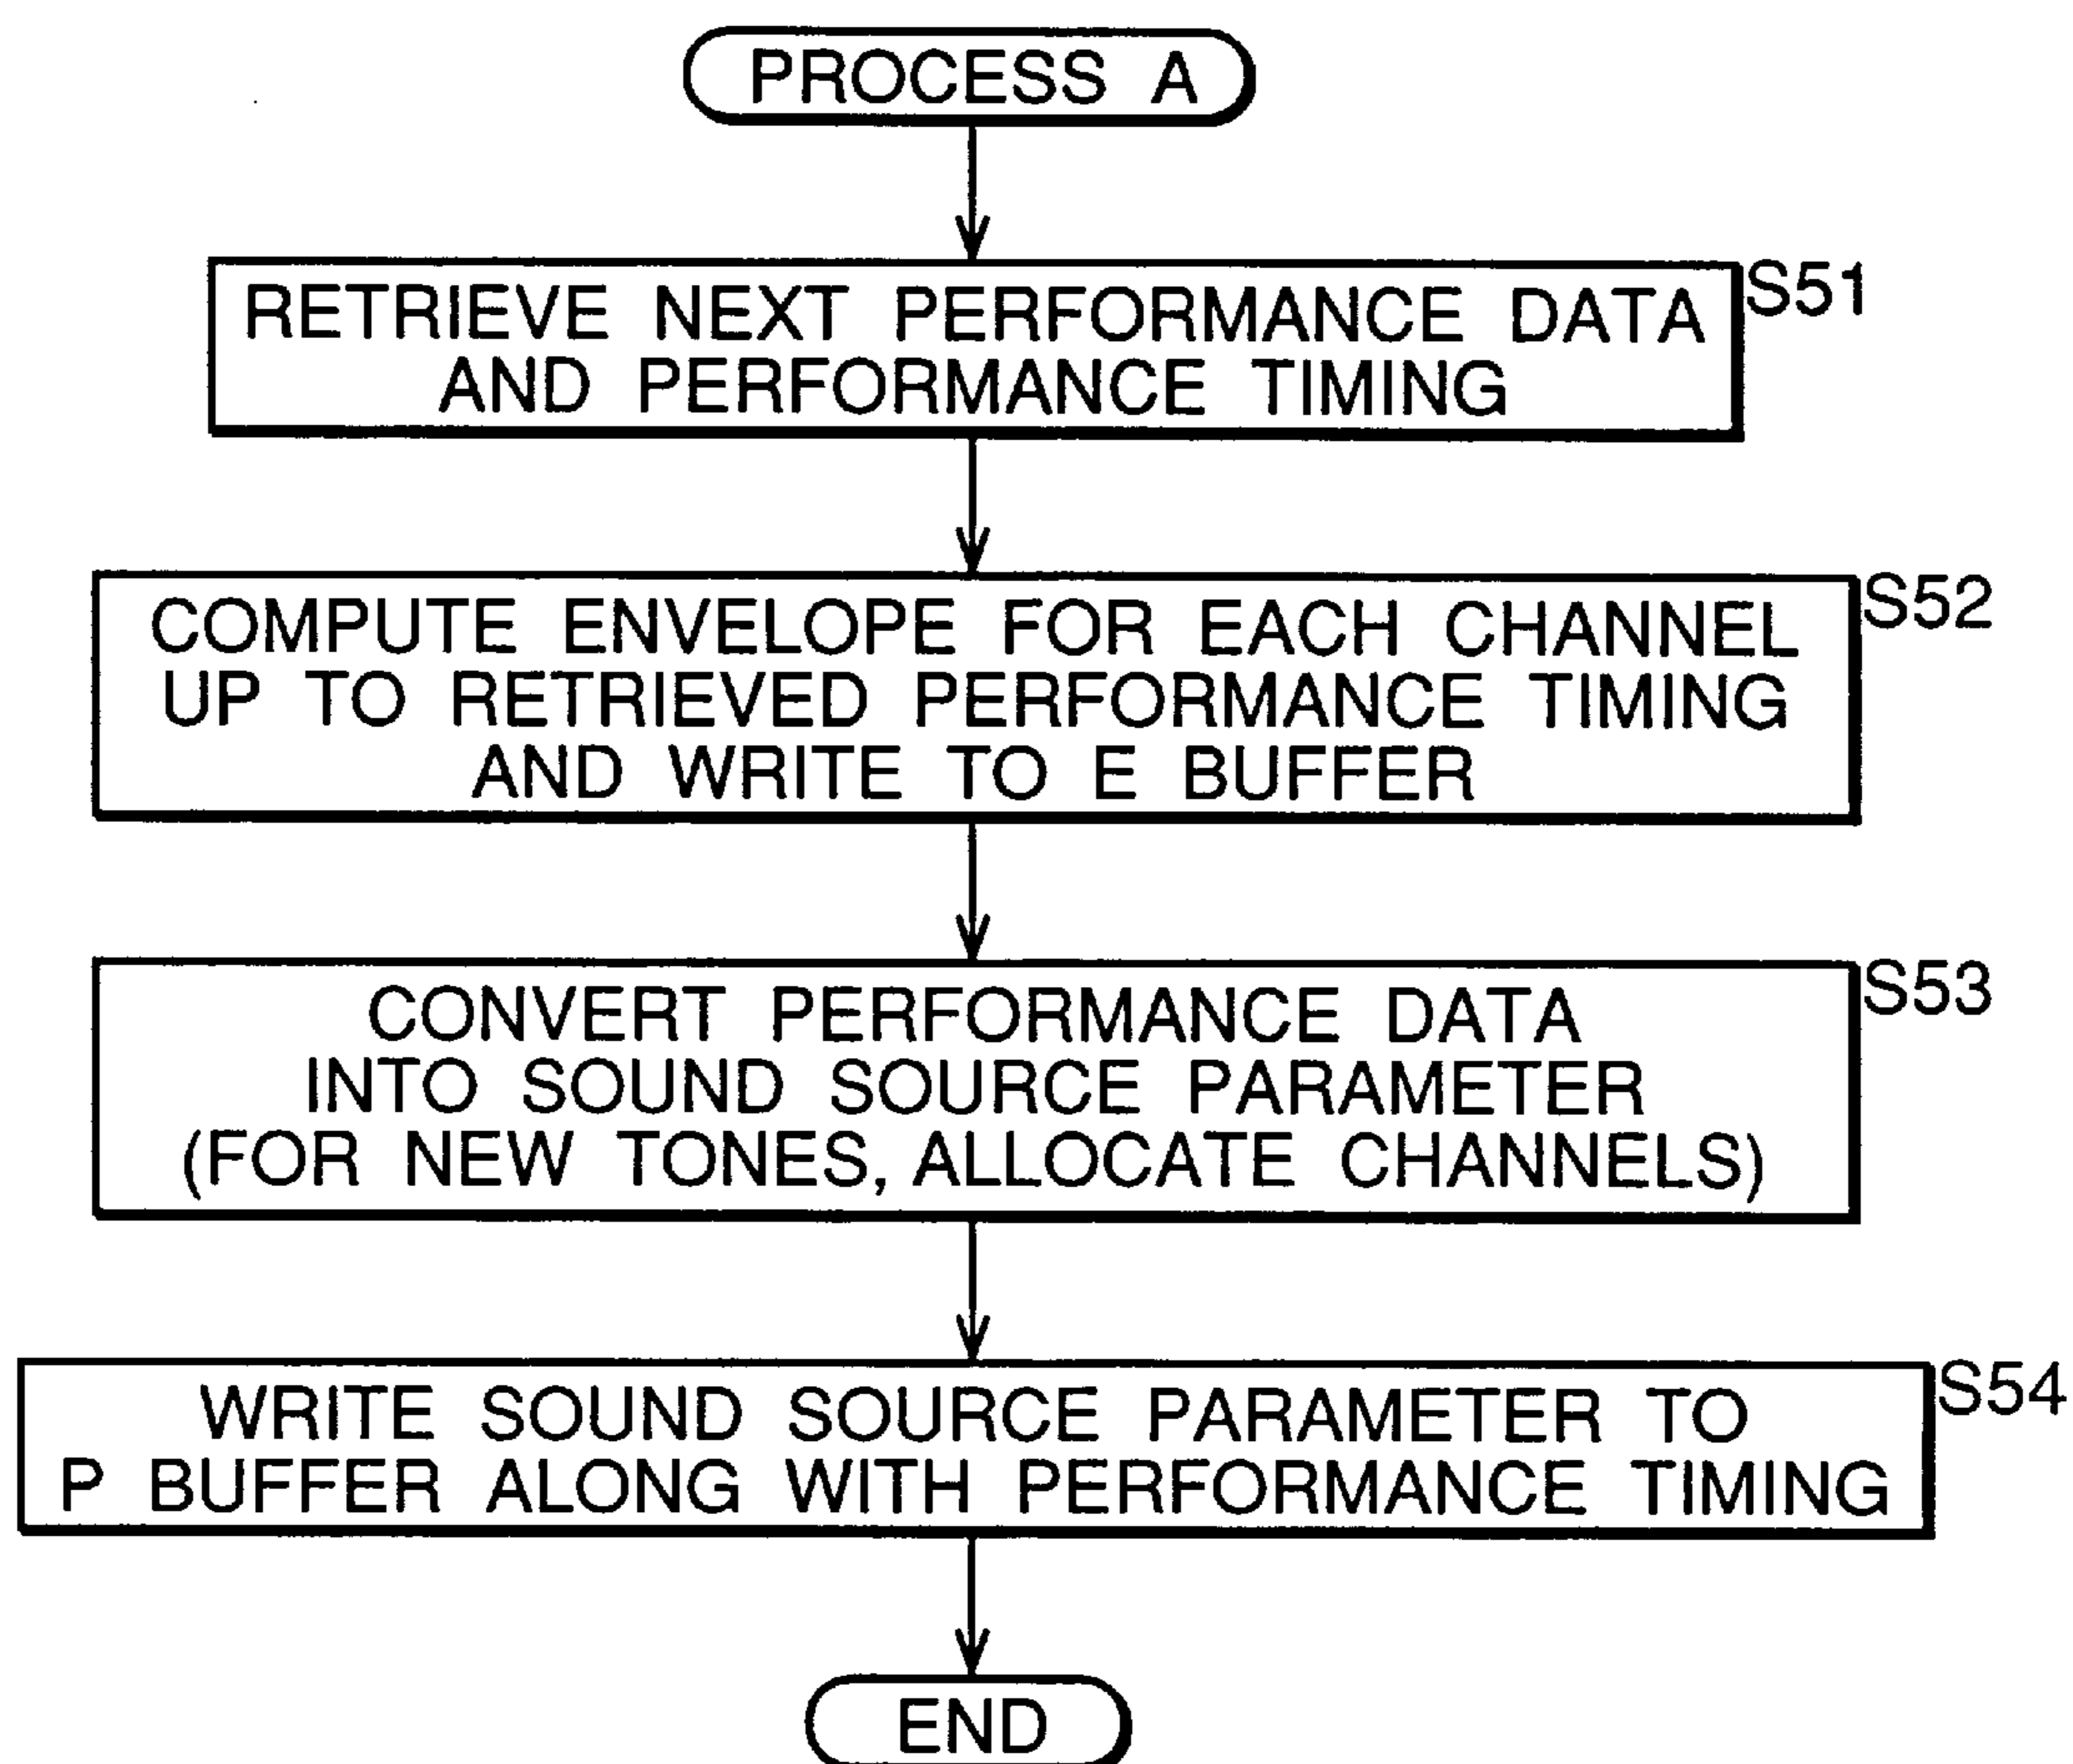 PROCESS A
RETRIEVE NEXT PERFORMANCE DATA
AND PERFORMANCE TIMING
S51
COMPUTE ENVELOPE FOR EACH CHANNEL
UP TO RETRIEVED PERFORMANCE TIMING
AND WRITE TO E BUFFER
S52
CONVERT PERFORMANCE DATA
INTO SOUND SOURCE PARAMETER
(FOR NEW TONES, ALLOCATE CHANNELS)
S53
WRITE SOUND SOURCE PARAMETER TO
P BUFFER ALONG WITH PERFORMANCE TIMING
S54
END